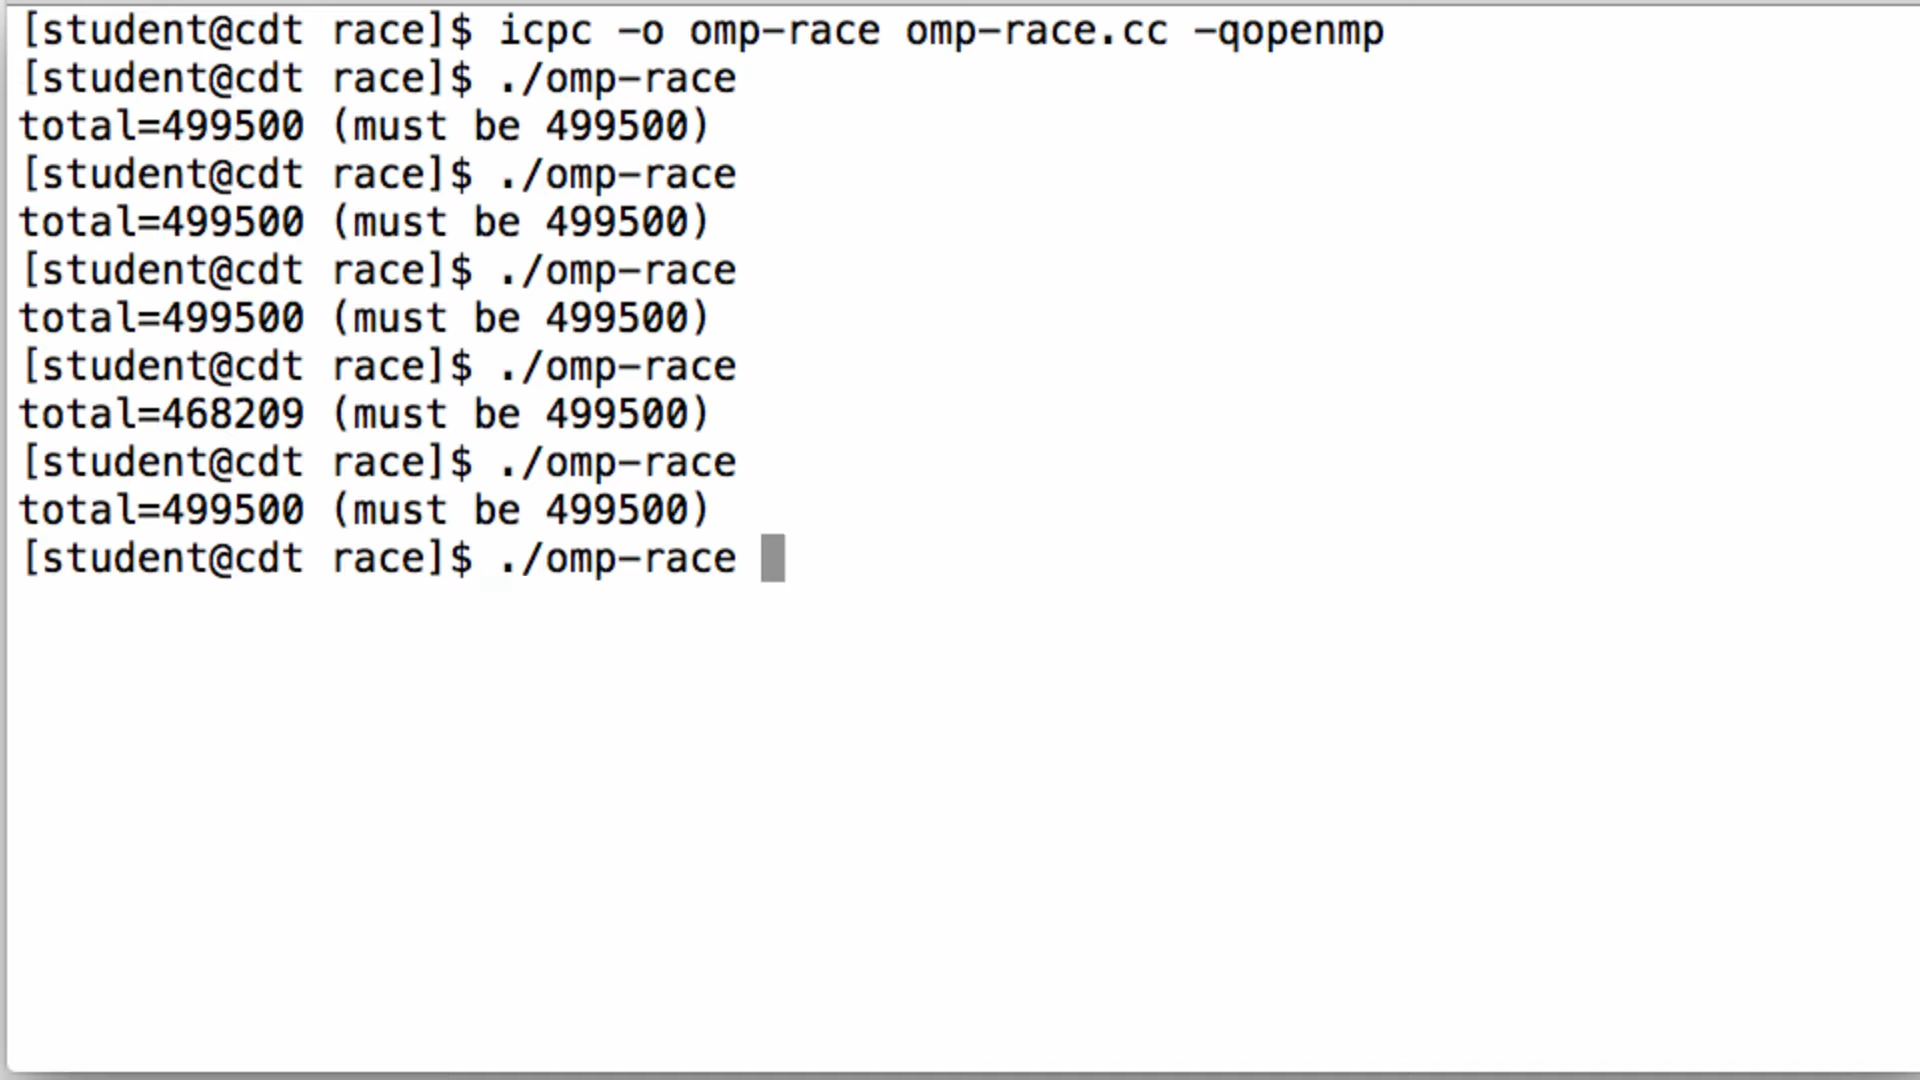 [student@cdt race]$ icpc -o omp-race omp-race.cc -qopenmp
[student@cdt race]$ ./omp-race
total=499500 (must be 499500)
[student@cdt race]$ ./omp-race
total=499500 (must be 499500)
[student@cdt race]$ ./omp-race
total=499500 (must be 499500)
[student@cdt race]$ ./omp-race
total=468209 (must be 499500)
[student@cdt race]$ ./omp-race
total=499500 (must be 499500)
[student@cdt race]$ ./omp-race